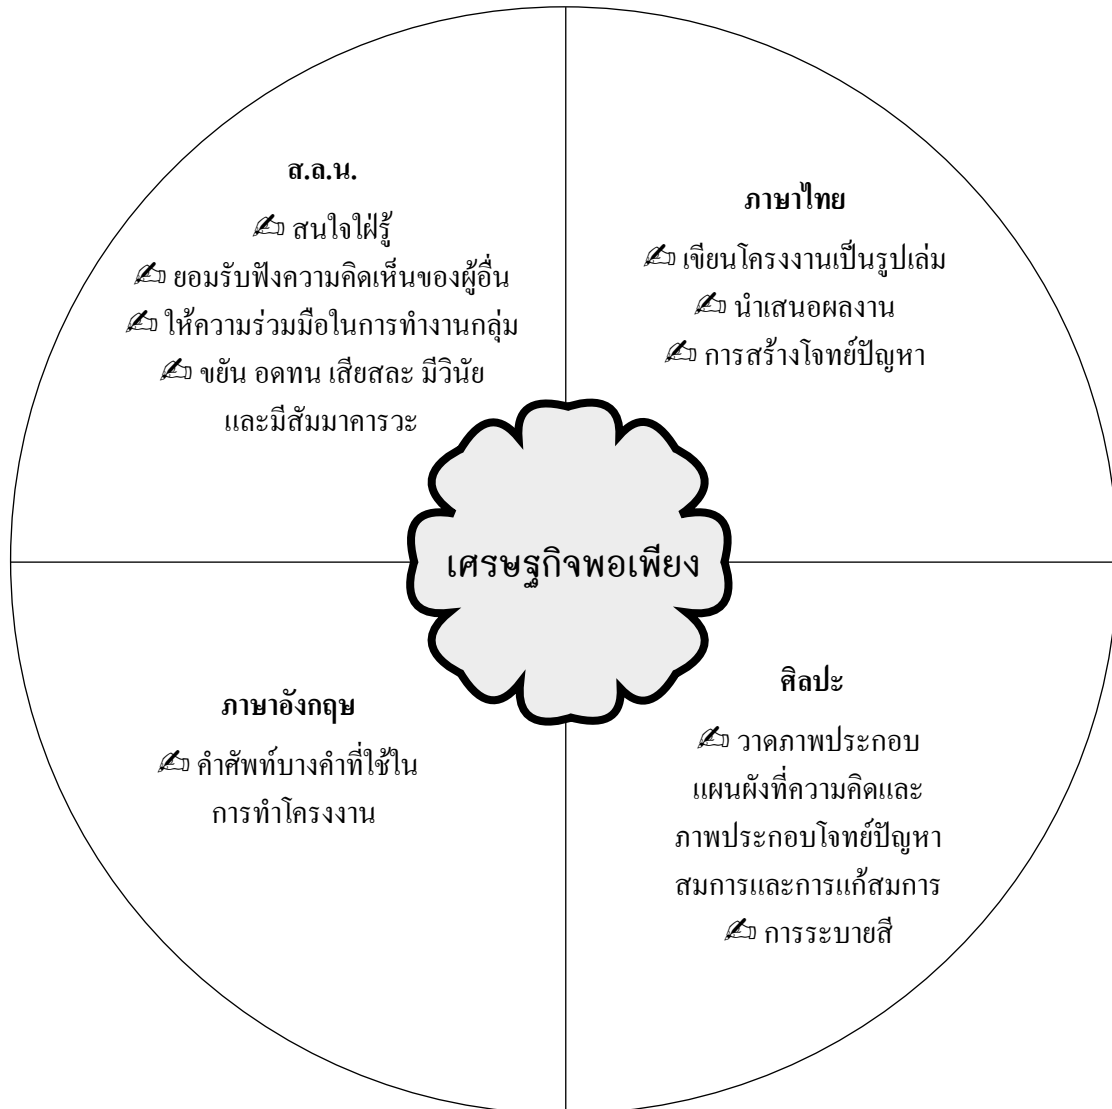 ส.ล.น.
✍ สนใจใฝ่รู้
✍ ยอมรับฟังความคิดเห็นของผู้อื่น
✍ ให้ความร่วมมือในการทำงานกลุ่ม
✍ ขยัน อดทน เสียสละ มีวินัย
และมีสัมมาคารวะ
ภาษาไทย
✍ เขียนโครงงานเป็นรูปเล่ม
✍ นำเสนอผลงาน
✍ การสร้างโจทย์ปัญหา
เศรษฐกิจพอเพียง
ภาษาอังกฤษ
✍ คำศัพท์บางคำที่ใช้ใน
การทำโครงงาน
ศิลปะ
✍ วาดภาพประกอบ
แผนผังที่ความคิดและ
ภาพประกอบโจทย์ปัญหา
สมการและการแก้สมการ
✍ การระบายสี